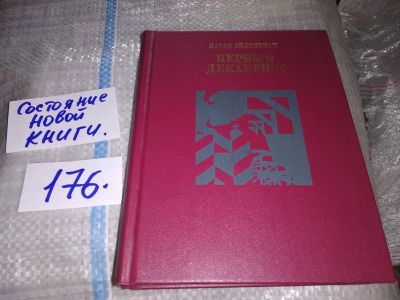 Состояние
новой
книги.
176.
НАТАН ЭЙДЕЛЬМАН
ПЕРВЫЙ
ДЕКАБРИСТ